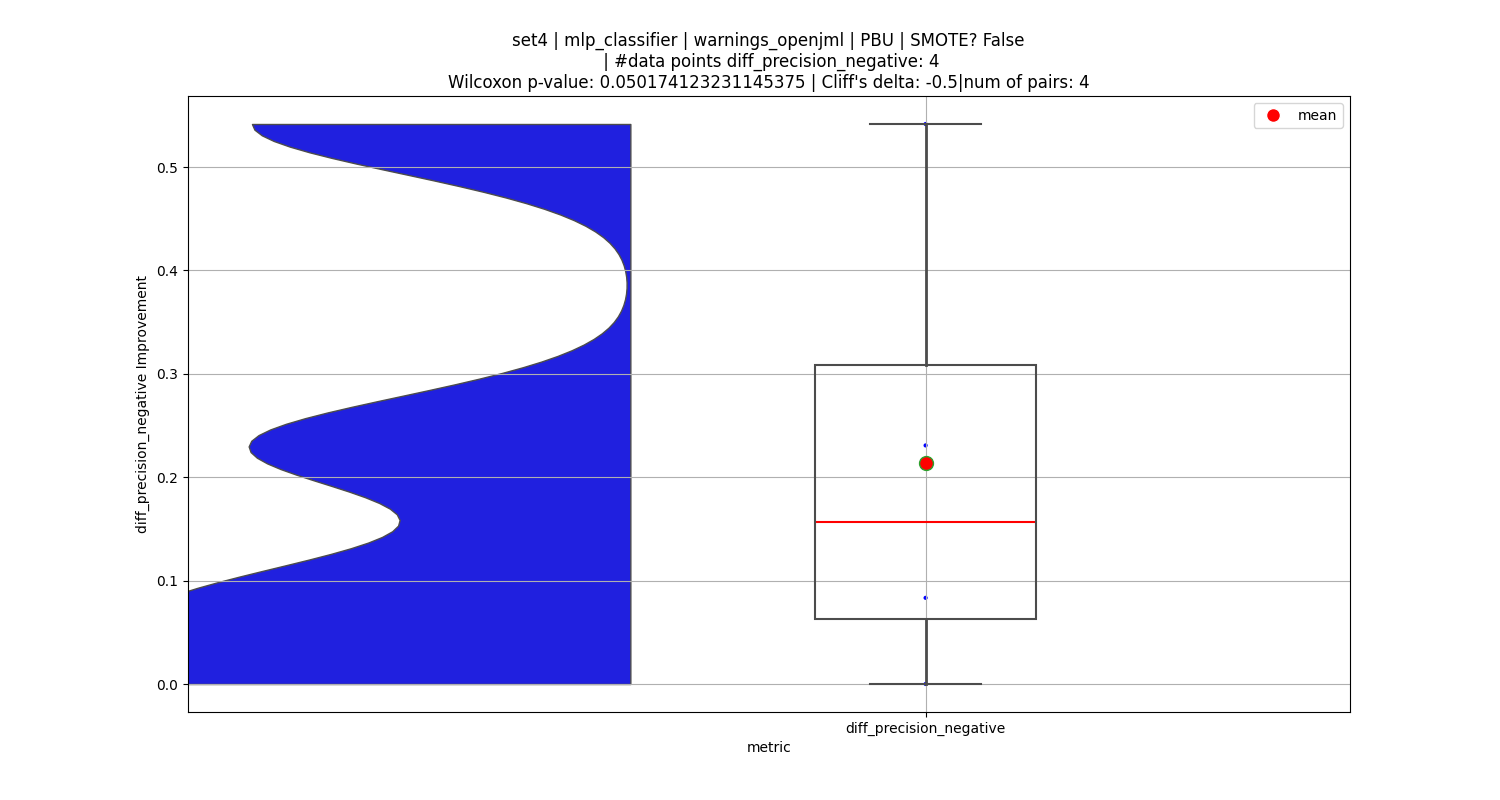 set4 | mlp_classifier | warnings_openjml | PBU | SMOTE? False
| #data points diff_precision_negative: 4
Wilcoxon p-value: 0.050174123231145375 | Cliff's delta: -0.5|num of pairs: 4
mean
0.5
0.4
0.3
0.2
0.1
0.0
diff_precision_negative Improvement
diff_precision_negative
metric